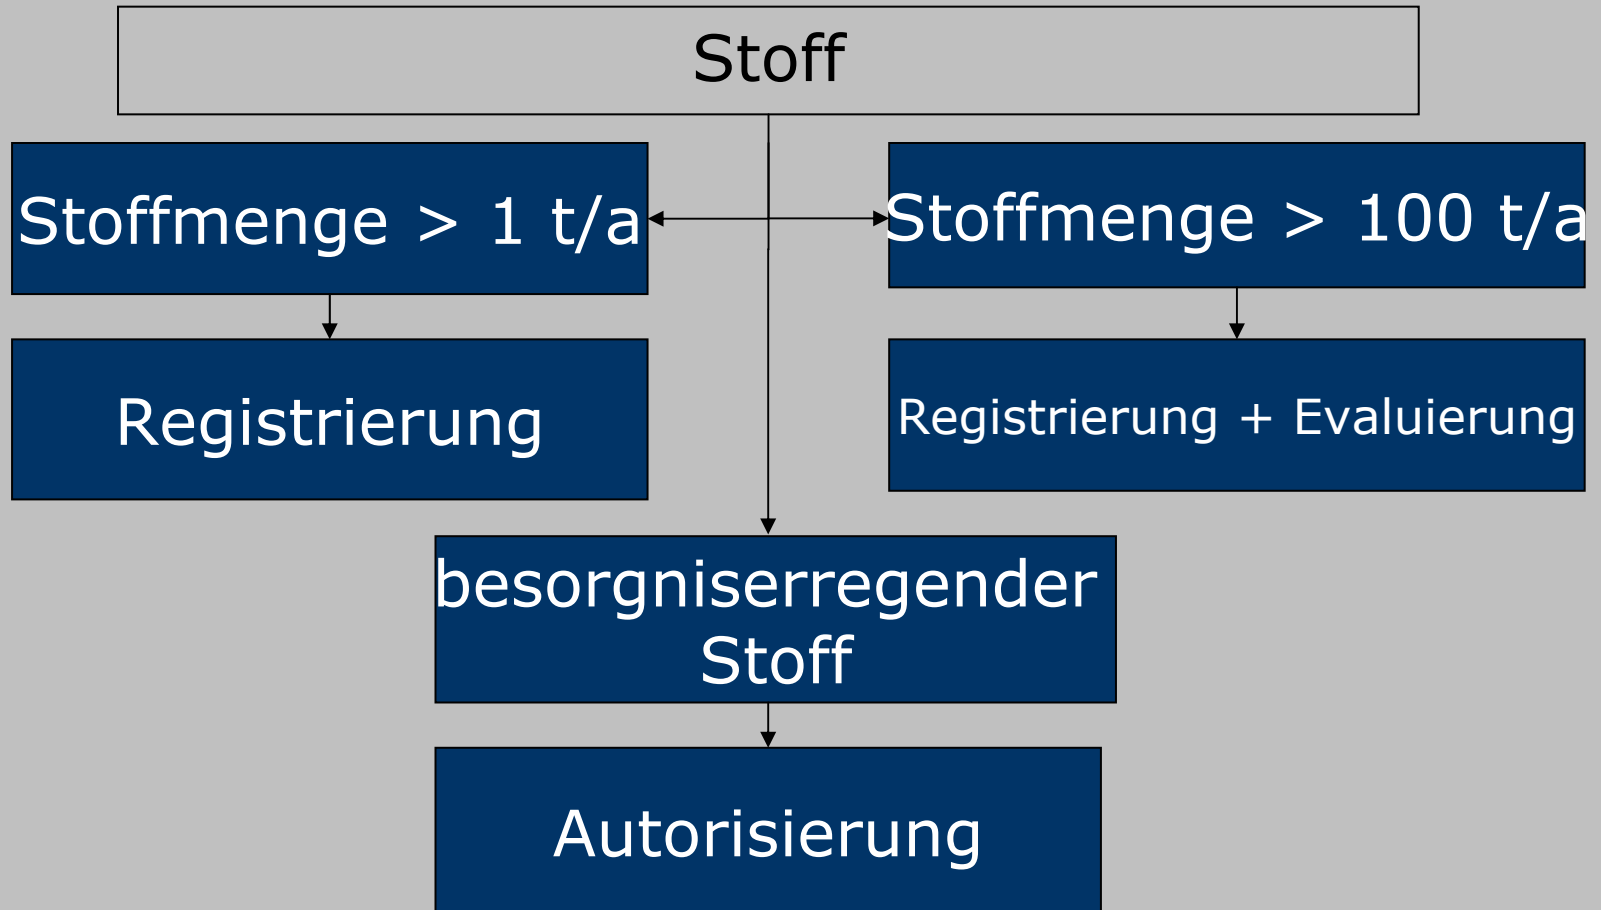 Stoff
Stoffmenge > 1 t/a
Stoffmenge > 100 t/a
Registrierung
Registrierung + Evaluierung
besorgniserregender
Stoff
Autorisierung